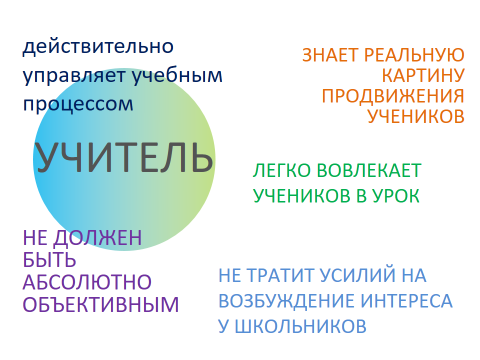 действительно
управляет учебным
процессом
ЗНАЕТ РЕАЛЬНУЮ
КАРТИНУ
ПРОДВИЖЕНИЯ
УЧЕНИКОВ
УЧИТЕЛЬ
ЛЕГКО ВОВЛЕКАЕТ
УЧЕНИКОВ В УРОК
НЕ ДОЛЖЕН
БЫТЬ
АБСОЛЮТНО
ОБЪЕКТИВНЫМ
НЕ ТРАТИТ УСИЛИЙ НА
ВОЗБУЖДЕНИЕ ИНТЕРЕСА
У ШКОЛЬНИКОВ